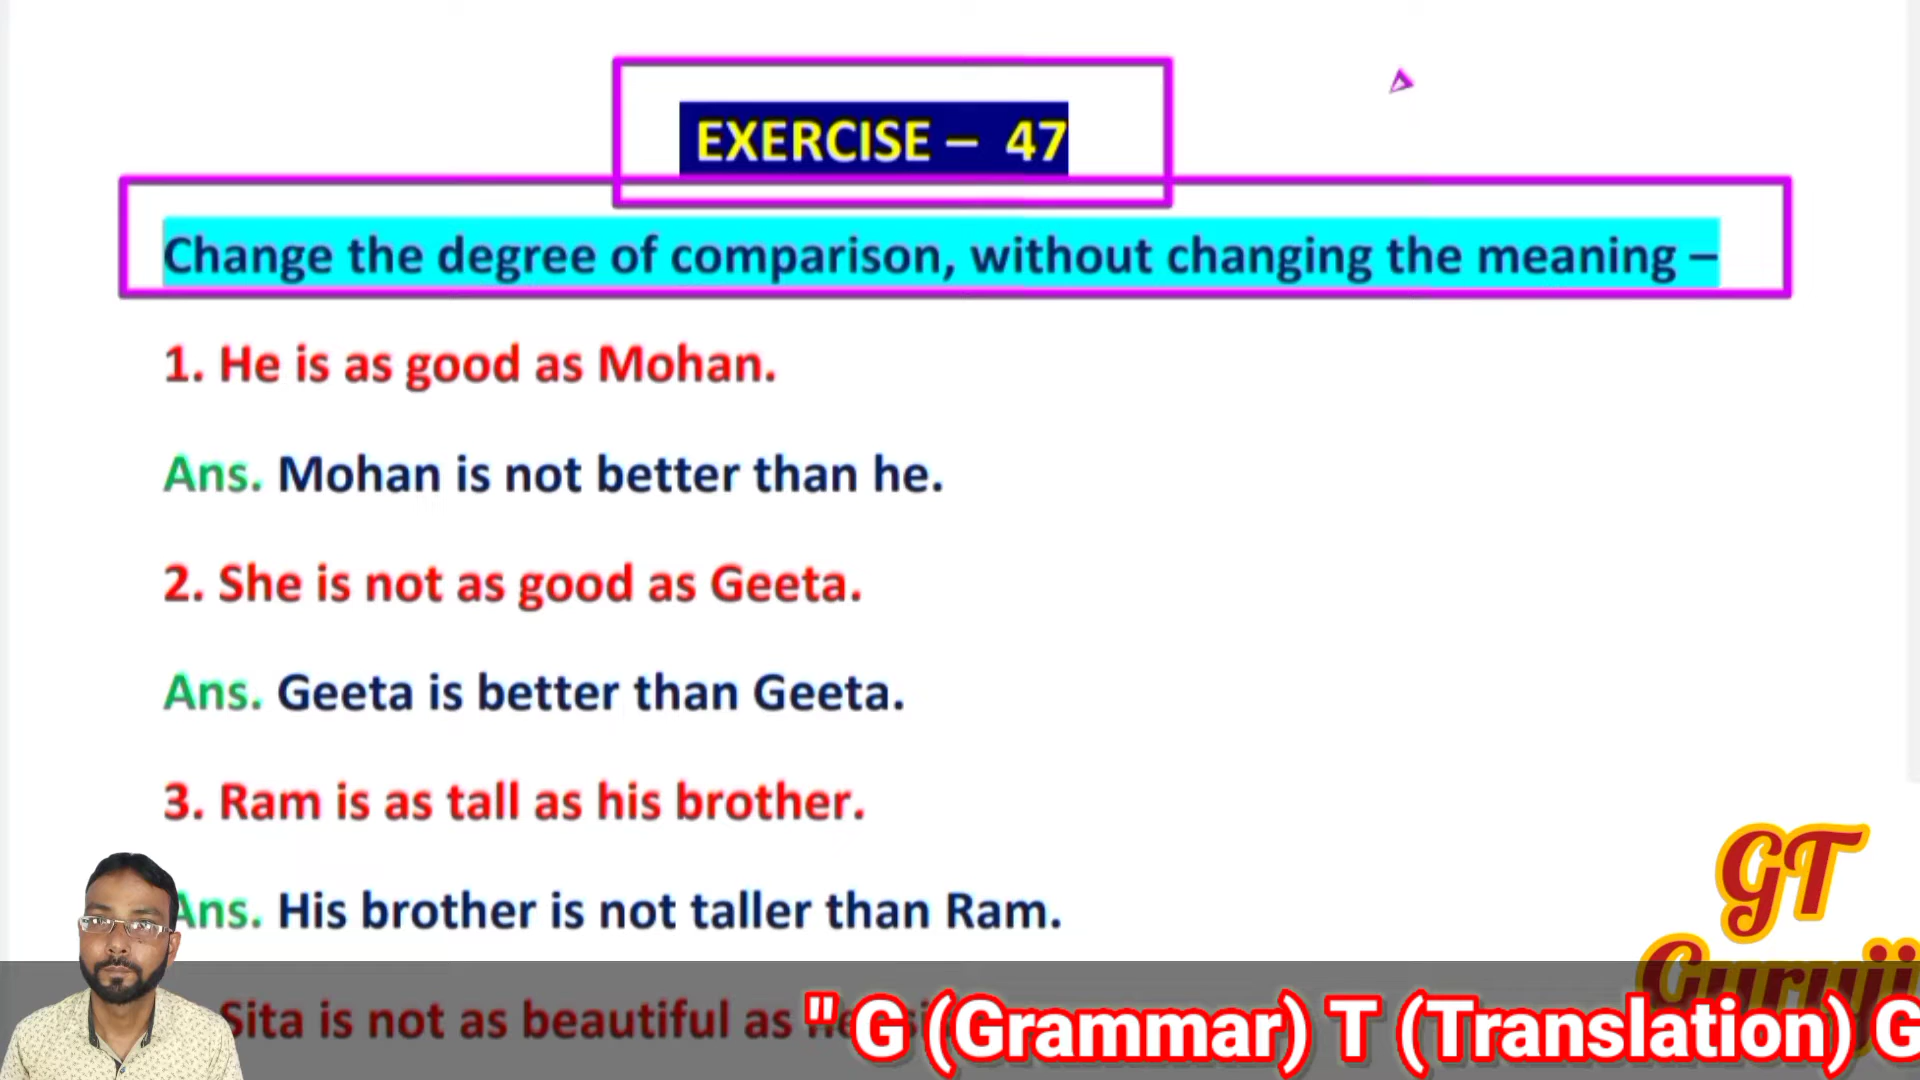 EXERCISE – 47
Change the degree of comparison, without changing the meaning –
1. He is as good as Mohan.
Ans. Mohan is not better than he.
2. She is not as good as Geeta.
Ans. Geeta is better than Geeta.
3. Ram is as tall as his brother.
Ans. His brother is not taller than Ram.
GT
Guruji
Sita is not as beautiful as
" G (Grammar) T (Translation) G